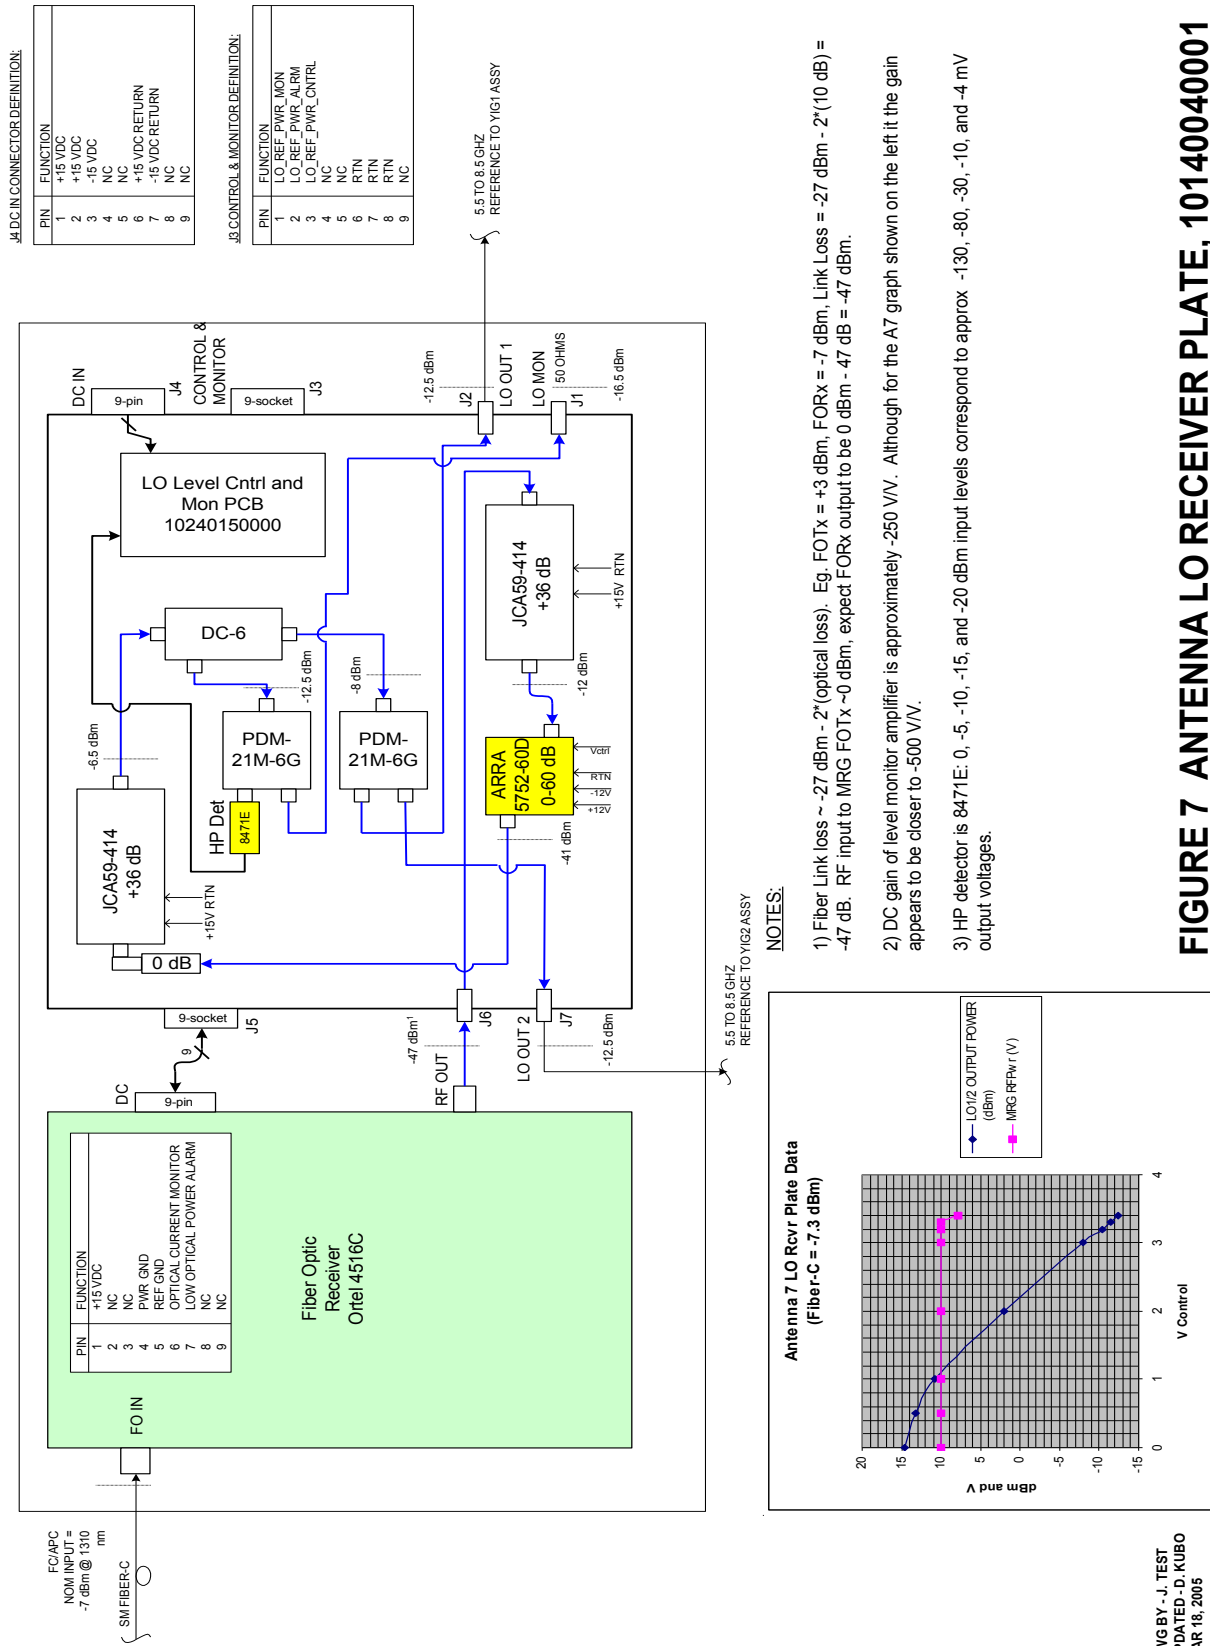 J4 DC IN CONNECTOR DEFINITION:
PIN FUNCTION
1 +15 VDC
2 +15 VDC
3 -15 VDC
4 NC
5 NC
6 +15 VDC RETURN
7 -15 VDC RETURN
8 NC
9 NC
J3 CONTROL & MONITOR DEFINITION:
PIN FUNCTION
1 LO_REF_PWR_MON
2 LO_REF_PWR_ALRM
3 LO_REF_PWR_CNTRL
4 NC
5 NC
6 RTN
7 RTN
8 RTN
9 NC
5.5 TO 8.5 GHZ
REFERENCE TO YIG1 ASSY
DC IN
9-pin
J4
CONTROL &
MONITOR
9-socket
J3
-12.5 dBm
J2
LO OUT 1
LO MON
50 OHMS
J1
-16.5 dBm
LO Level Cntrl and
Mon PCB
10240150000
DC-6
JCA59-414
+36 dB
+15V RTN
-6.5 dBm
-12.5 dBm
-8 dBm
-12 dBm
PDM-
21M-6G
PDM-
21M-6G
HP Det
8471E
ARRA
5752-60D
0-60 dB
Vctrl
RTN
-12V
+12V
-41 dBm
JCA59-414
+36 dB
+15V RTN
0 dB
9-socket
J5
9
-47 dBm¹
J6
RF OUT
LO OUT 2
J7
-12.5 dBm
5.5 TO 8.5 GHZ
REFERENCE TO YIG2 ASSY
DC
9-pin
PIN FUNCTION
1 +15 VDC
2 NC
3 NC
4 PWR GND
5 REF GND
6 OPTICAL CURRENT MONITOR
7 LOW OPTICAL POWER ALARM
8 NC
9 NC
Fiber Optic
Receiver
Ortel 4516C
FO IN
FC/APC
NOM INPUT =
-7 dBm @ 1310
nm
SM FIBER-C
NOTES:
1) Fiber Link loss ~ -27 dBm - 2*(optical loss). Eg. FOTx = +3 dBm, FORx = -7 dBm, Link Loss = -27 dBm - 2*(10 dB) =
-47 dB. RF input to MRG FOTx ~0 dBm, expect FORx output to be 0 dBm - 47 dB = -47 dBm.
2) DC gain of level monitor amplifier is approximately -250 V/V. Although for the A7 graph shown on the left it the gain
appears to be closer to -500 V/V.
3) HP detector is 8471E: 0, -5, -10, -15, and -20 dBm input levels correspond to approx -130, -80, -30, -10, and -4 mV
output voltages.
Antenna 7 LO Rcvr Plate Data
(Fiber-C = -7.3 dBm)
dBm and V
20
15
10
5
0
-5
-10
-15
0 1 2 3 4
V Control
LO1/2 OUTPUT POWER
(dBm)
MRG RFPwr (V)
FIGURE 7 ANTENNA LO RECEIVER PLATE, 10140040001
WG BY - J. TEST
PDATED - D. KUBO
AR 18, 2005